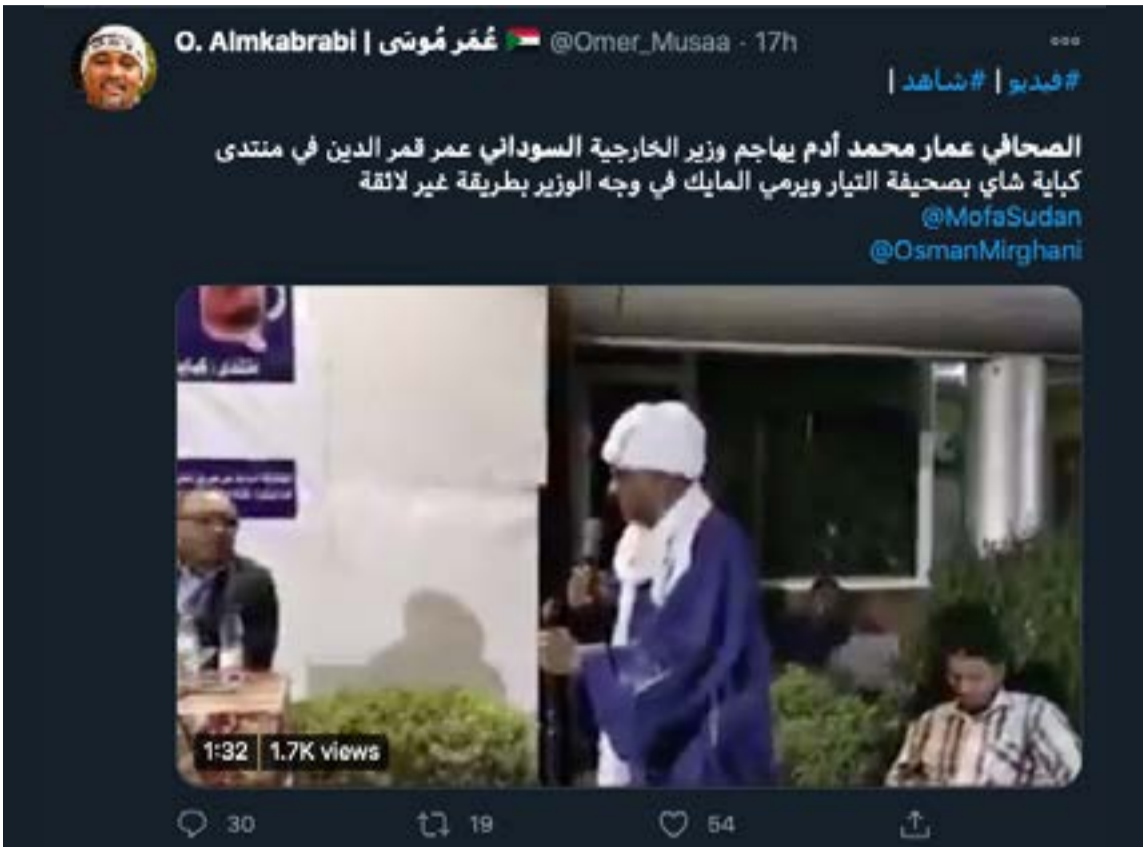 O. Almkabrabi | عُمَر مُوسَى 🇸🇩 @Omer_Musaa · 17h
#فيديو | #شاهد |
الصحافي عمار محمد أدم يهاجم وزير الخارجية السوداني عمر قمر الدين في منتدى
كباية شاي بصحيفة التيار ويرمي المايك في وجه الوزير بطريقة غير لائقة
@MofaSudan
@OsmanMirghani
منتدى:
1:32 1.7K views
30 19 54